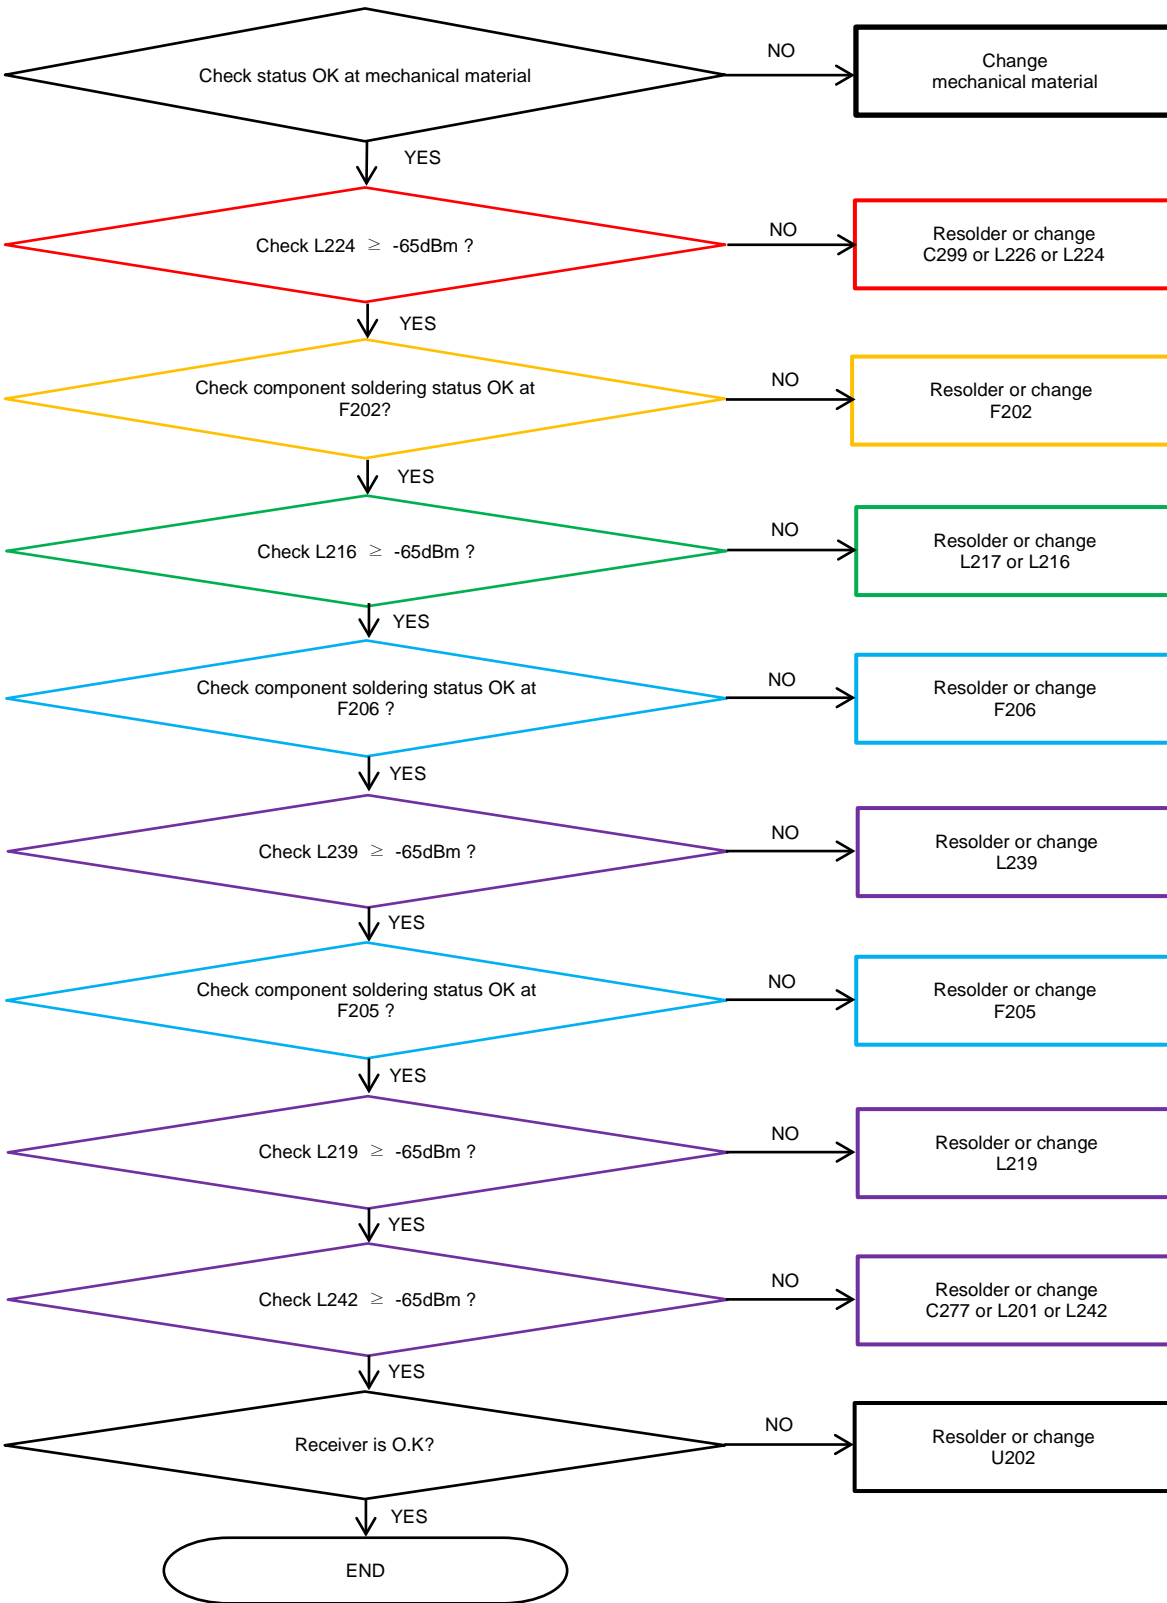 Check status OK at mechanical material
NO
Change
mechanical material
YES
Check L224 ≥ -65dBm ?
NO
Resolder or change
C299 or L226 or L224
YES
Check component soldering status OK at
F202?
NO
Resolder or change
F202
YES
Check L216 ≥ -65dBm ?
NO
Resolder or change
L217 or L216
YES
Check component soldering status OK at
F206 ?
NO
Resolder or change
F206
YES
Check L239 ≥ -65dBm ?
NO
Resolder or change
L239
YES
Check component soldering status OK at
F205 ?
NO
Resolder or change
F205
YES
Check L219 ≥ -65dBm ?
NO
Resolder or change
L219
YES
Check L242 ≥ -65dBm ?
NO
Resolder or change
C277 or L201 or L242
YES
Receiver is O.K?
NO
Resolder or change
U202
YES
END